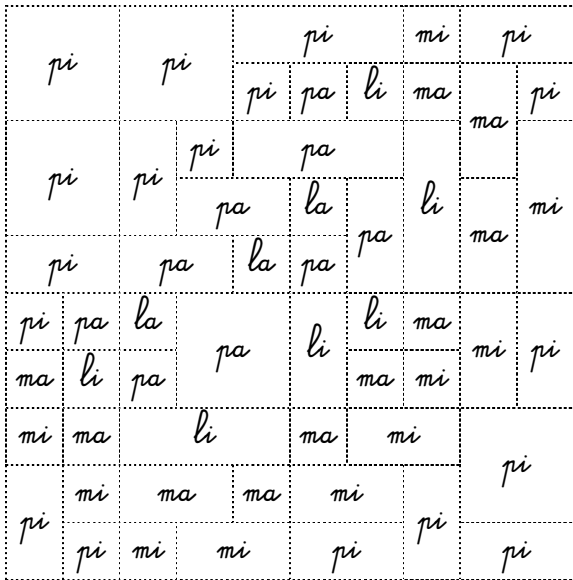 pi mi pi
pi pi
pi pa li ma pi
ma
pi pa
pi pi
pa la li mi
pa ma
pi pa la pa
pi pa la li ma
pa li mi pi
ma li pa ma mi
mi ma li ma mi
pi
mi ma ma mi
pi pi
pi mi mi pi pi